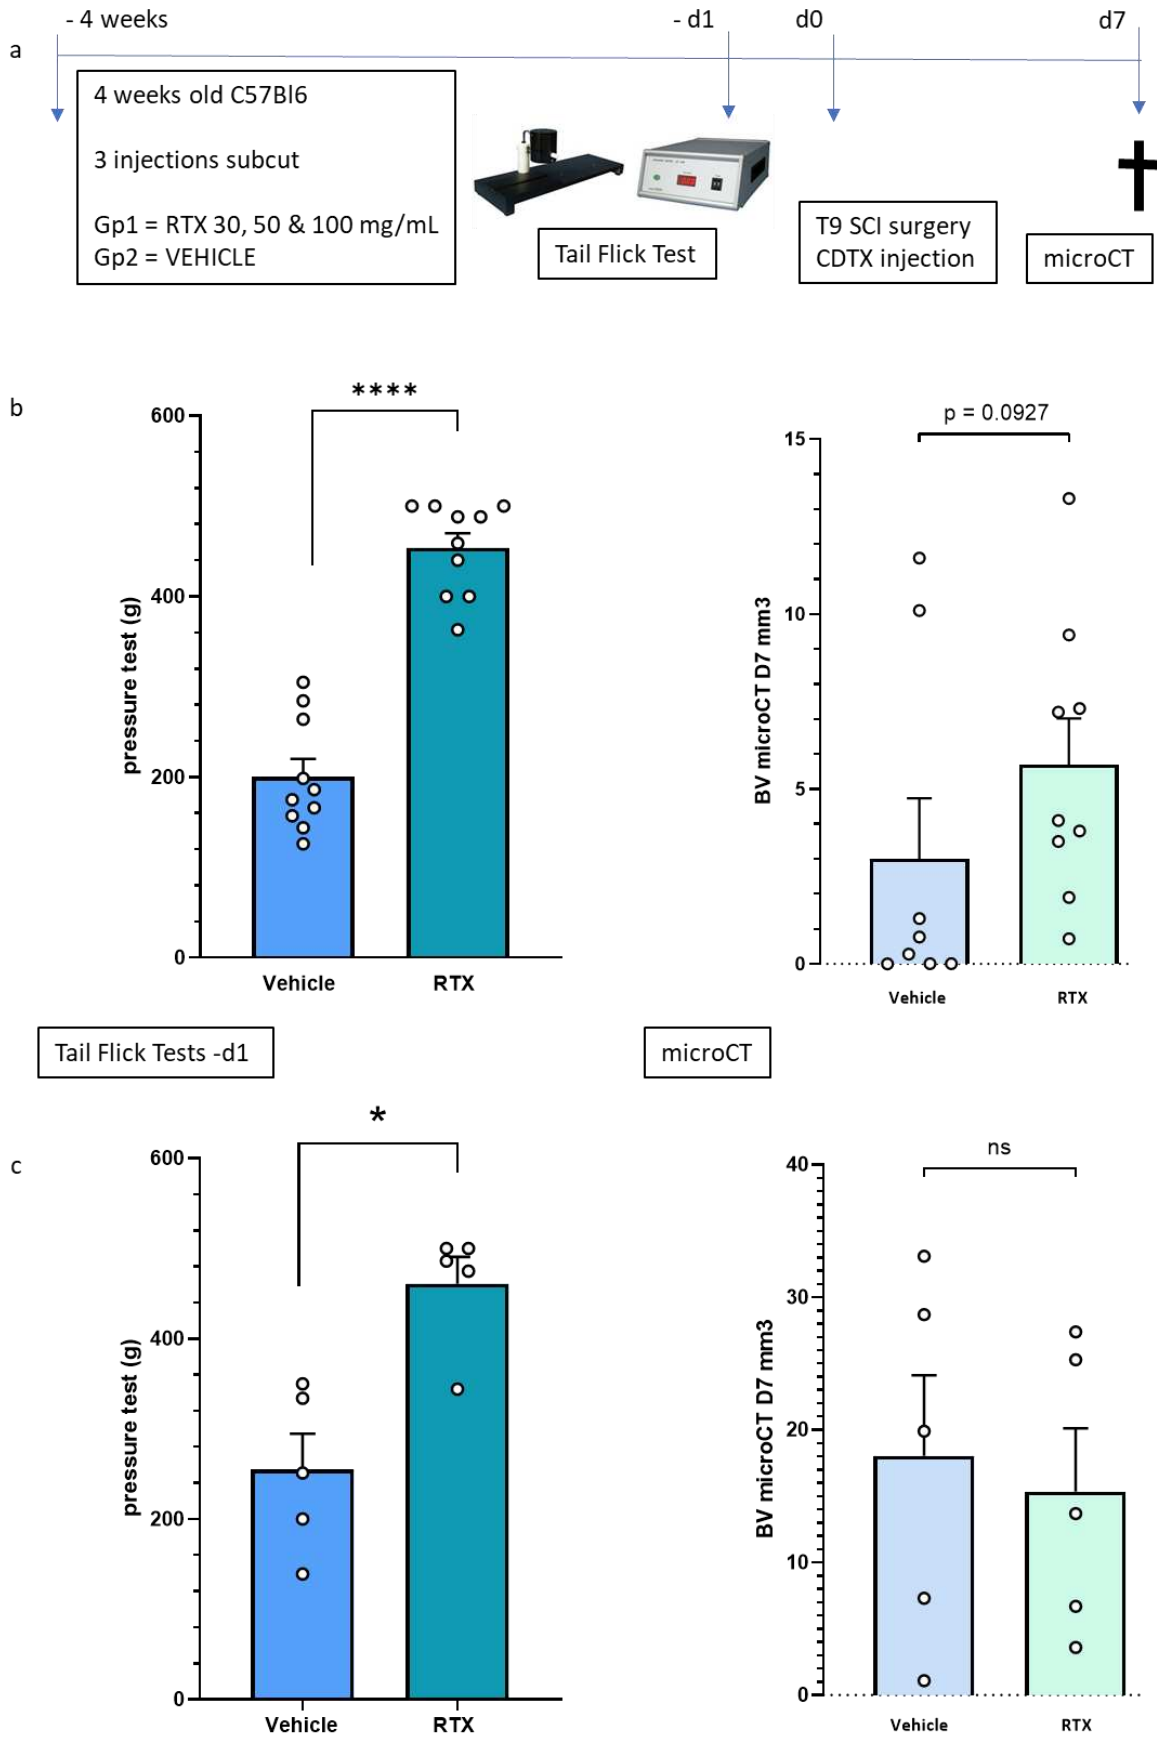 - 4 weeks
- d1
d0
d7
a
4 weeks old C57Bl6
3 injections subcut
Gp1 = RTX 30, 50 & 100 mg/mL
Gp2 = VEHICLE
Tail Flick Test
T9 SCI surgery
CDTX injection
microCT
b
****
600
400
200
0
pressure test (g)
Vehicle
RTX
p = 0.0927
15
10
5
0
BV microCT D7 mm3
Vehicle
RTX
Tail Flick Tests -d1
microCT
c
*
600
400
200
0
pressure test (g)
Vehicle
RTX
ns
40
30
20
10
0
BV microCT D7 mm3
Vehicle
RTX